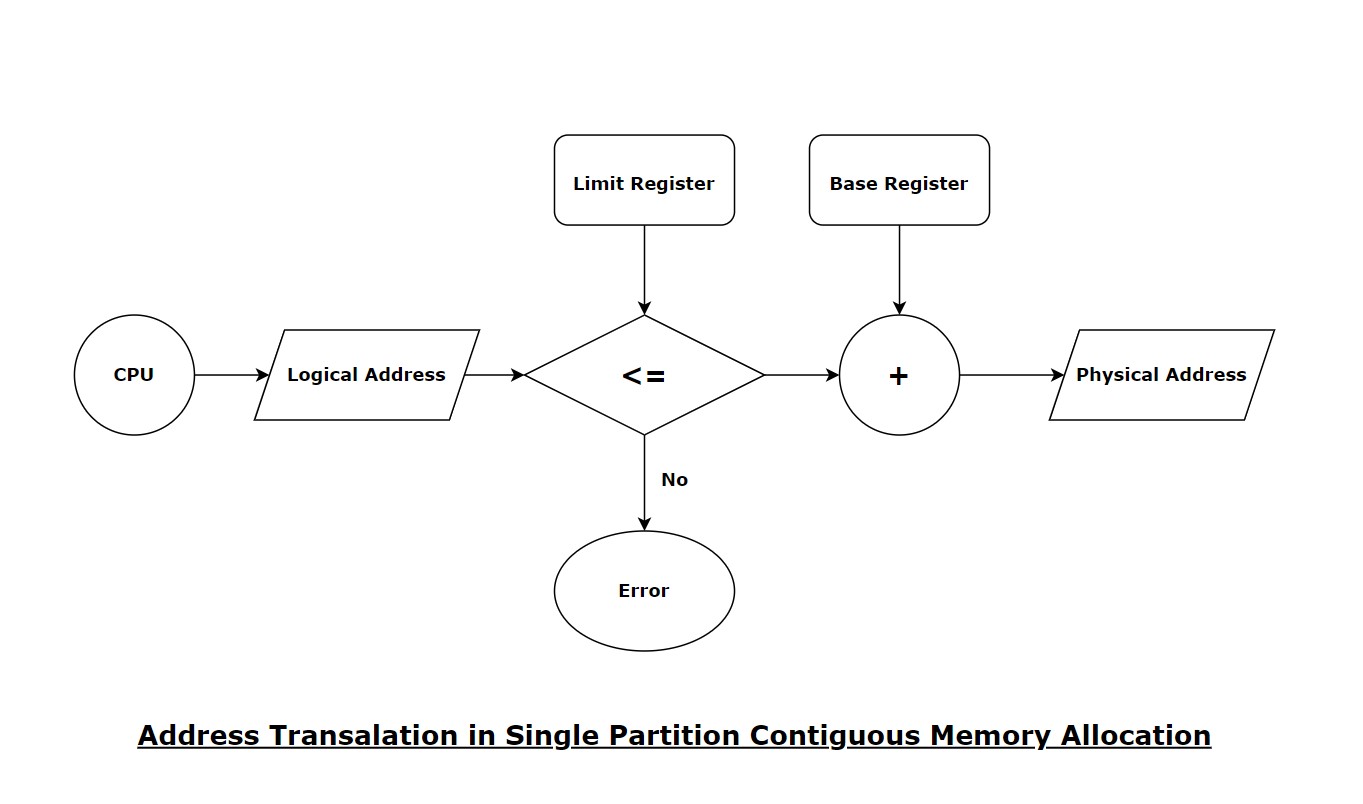 Limit Register
Base Register
CPU
Logical Address
<=
+
Physical Address
No
Error
Address Transalation in Single Partition Contiguous Memory Allocation